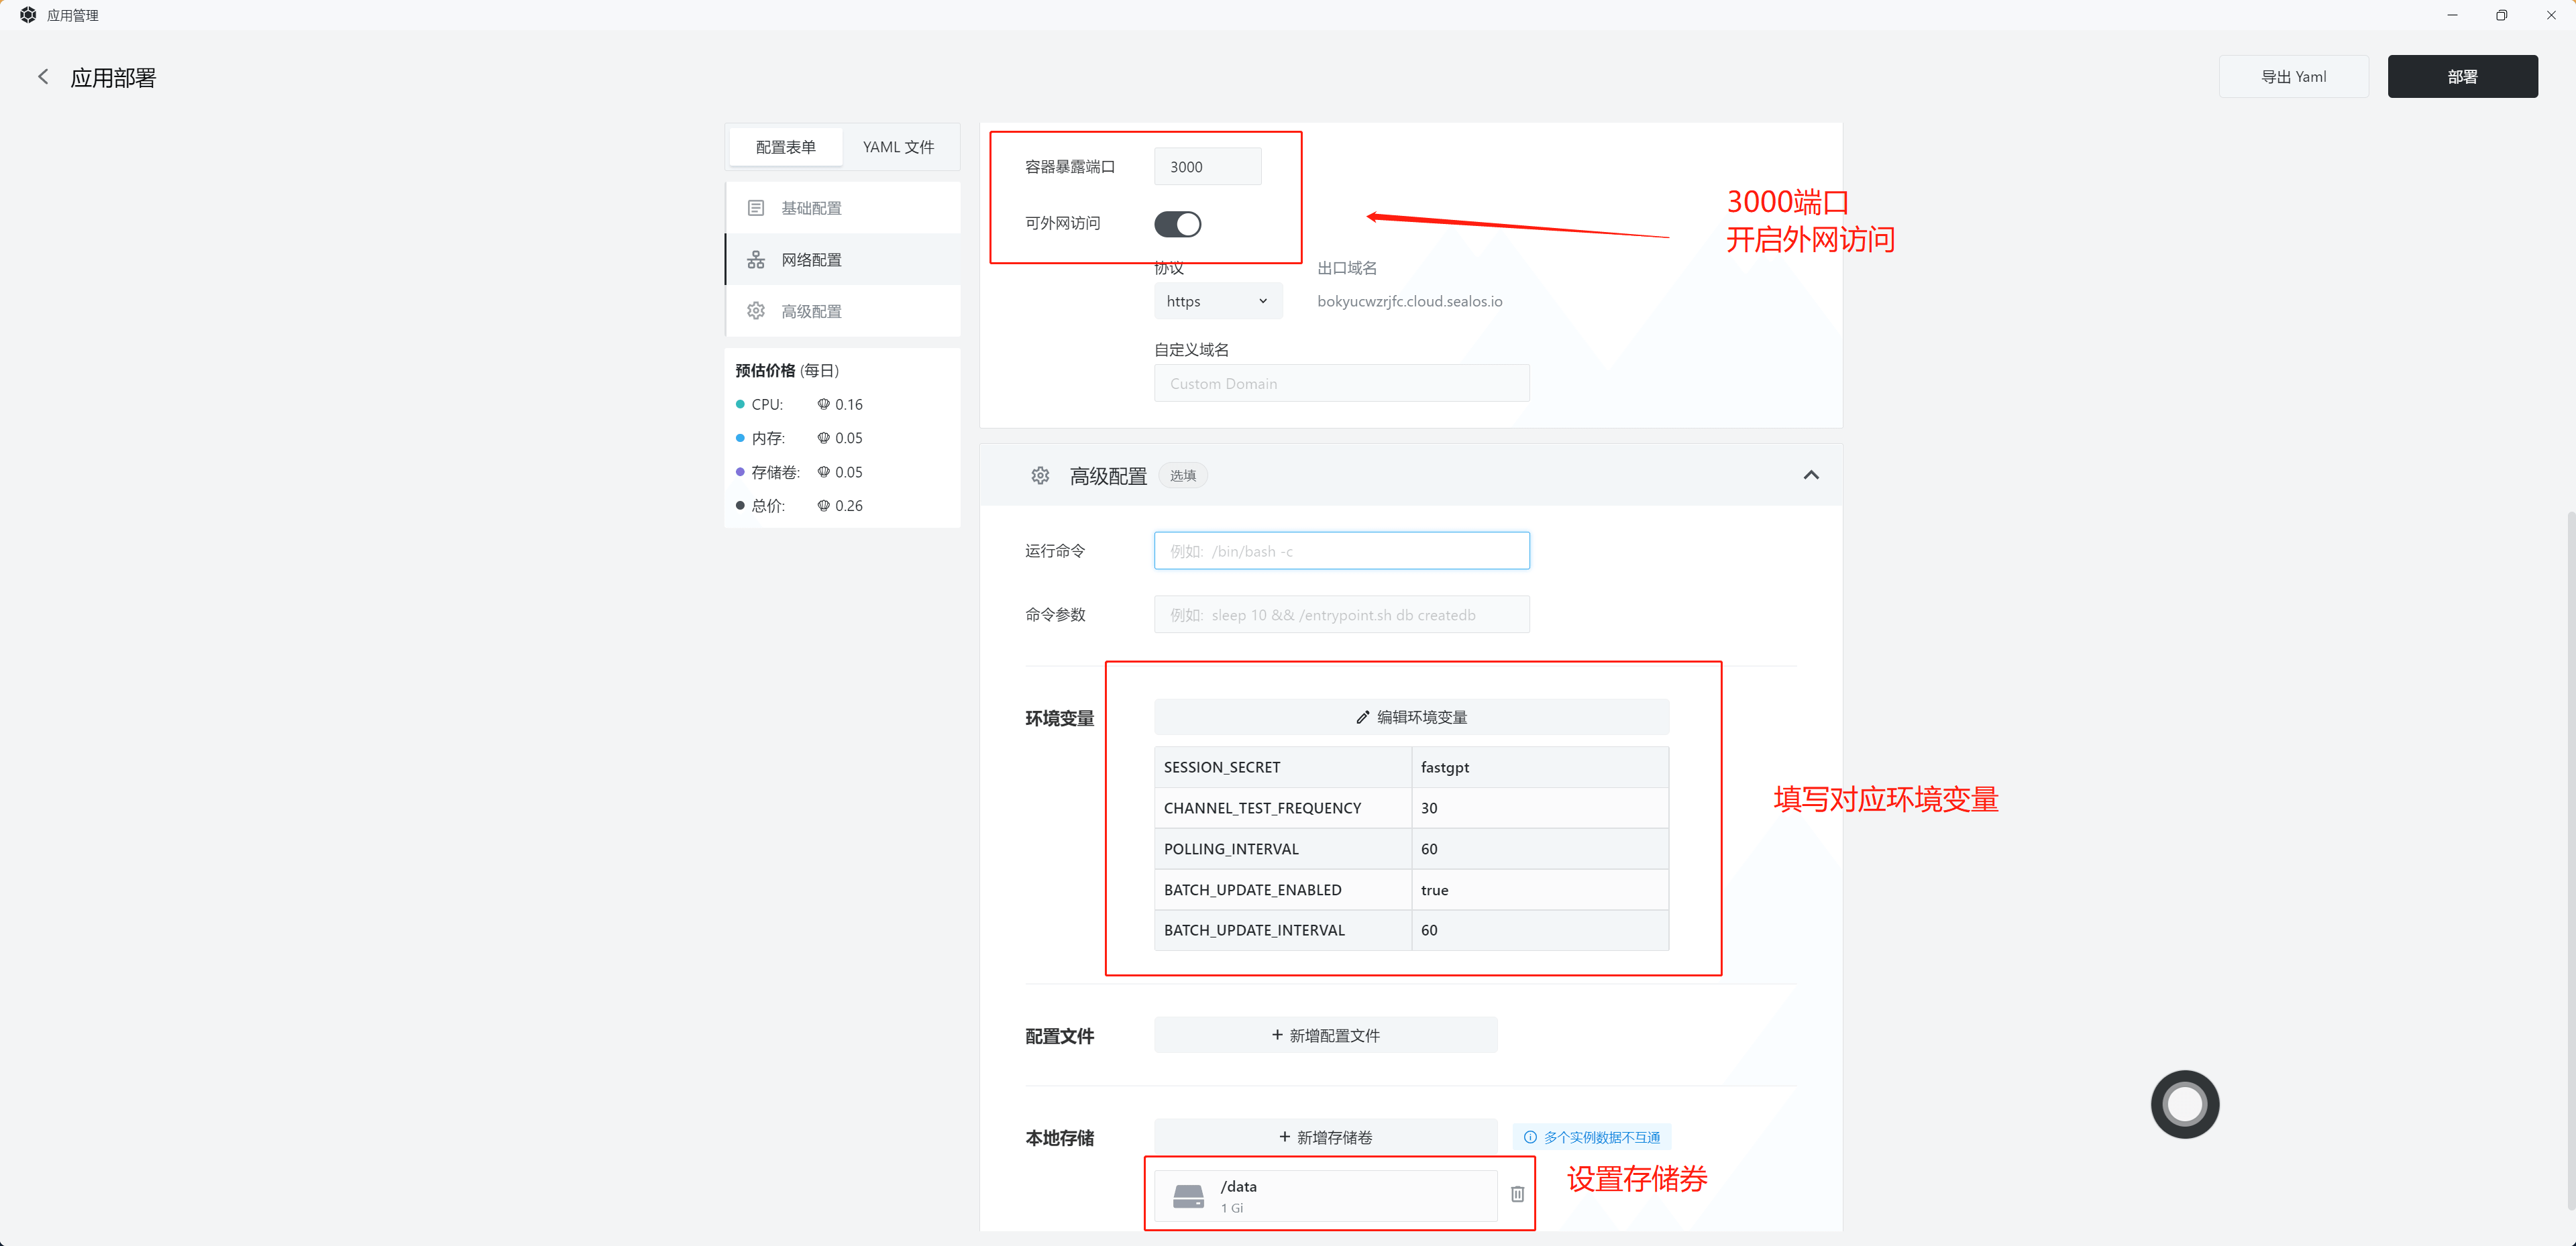 应用管理
应用部署
导出 Yaml
部署
配置表单
YAML 文件
基础配置
网络配置
高级配置
预估价格 (每日)
CPU: 0.16
内存: 0.05
存储卷: 0.05
总价: 0.26
容器暴露端口
3000
可外网访问
3000端口
开启外网访问
协议
出口域名
https
bokyucwzrjfc.cloud.sealos.io
自定义域名
Custom Domain
高级配置
选填
运行命令
例如: /bin/bash -c
命令参数
例如: sleep 10 && /entrypoint.sh db createdb
环境变量
编辑环境变量
SESSION_SECRET fastgpt
CHANNEL_TEST_FREQUENCY 30
POLLING_INTERVAL 60
BATCH_UPDATE_ENABLED true
BATCH_UPDATE_INTERVAL 60
填写对应环境变量
配置文件
+ 新增配置文件
本地存储
+ 新增存储卷
多个实例数据不互通
/data
1 Gi
设置存储券